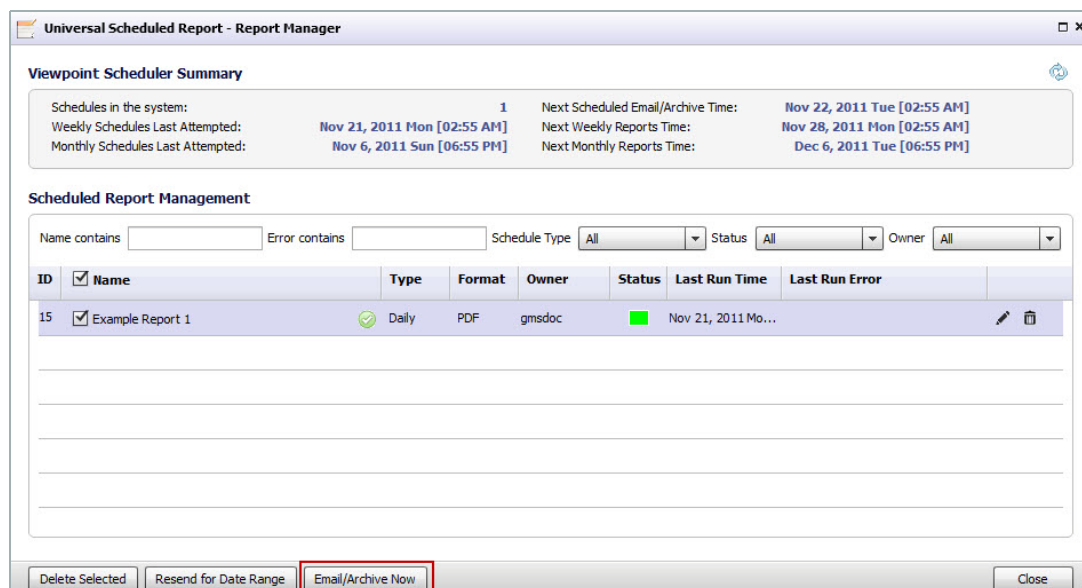 Universal Scheduled Report - Report Manager
Viewpoint Scheduler Summary
Schedules in the system: 1 Next Scheduled Email/Archive Time: Nov 22, 2011 Tue [02:55 AM]
Weekly Schedules Last Attempted: Nov 21, 2011 Mon [02:55 AM] Next Weekly Reports Time: Nov 28, 2011 Mon [02:55 AM]
Monthly Schedules Last Attempted: Nov 6, 2011 Sun [06:55 PM] Next Monthly Reports Time: Dec 6, 2011 Tue [06:55 PM]
Scheduled Report Management
Name contains Error contains Schedule Type All Status All Owner All
ID Name Type Format Owner Status Last Run Time Last Run Error
15 Example Report 1 Daily PDF gmsdoc Nov 21, 2011 Mo...
Delete Selected Resend for Date Range Email/Archive Now Close